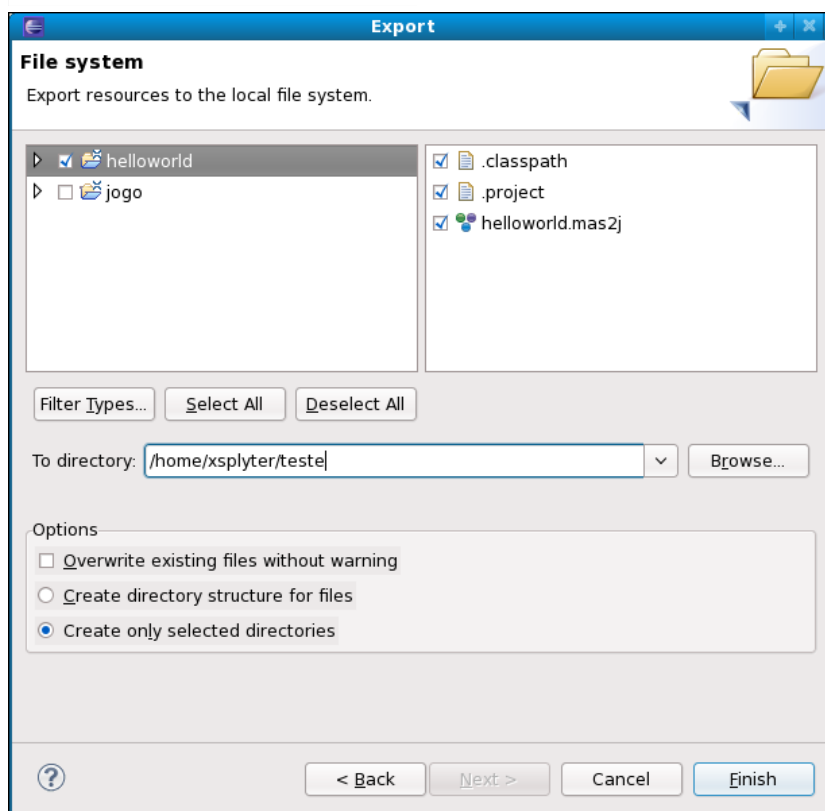 Export
File system
Export resources to the local file system.
helloworld
jogo
.classpath
.project
helloworld.mas2j
Filter Types... Select All Deselect All
To directory: /home/xsplyter/teste Browse...
Options
Overwrite existing files without warning
Create directory structure for files
Create only selected directories
? < Back Next > Cancel Finish